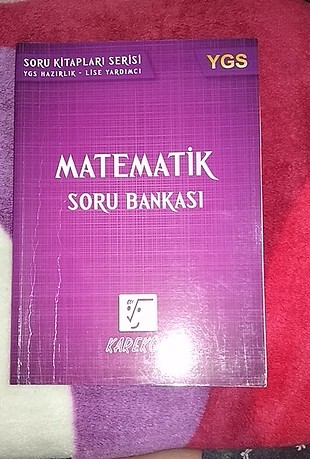 SORU KİTAPLARI SERİSİ
YGS HAZIRLIK - LİSE YARDIMCI
YGS
MATEMATİK
SORU BANKASI